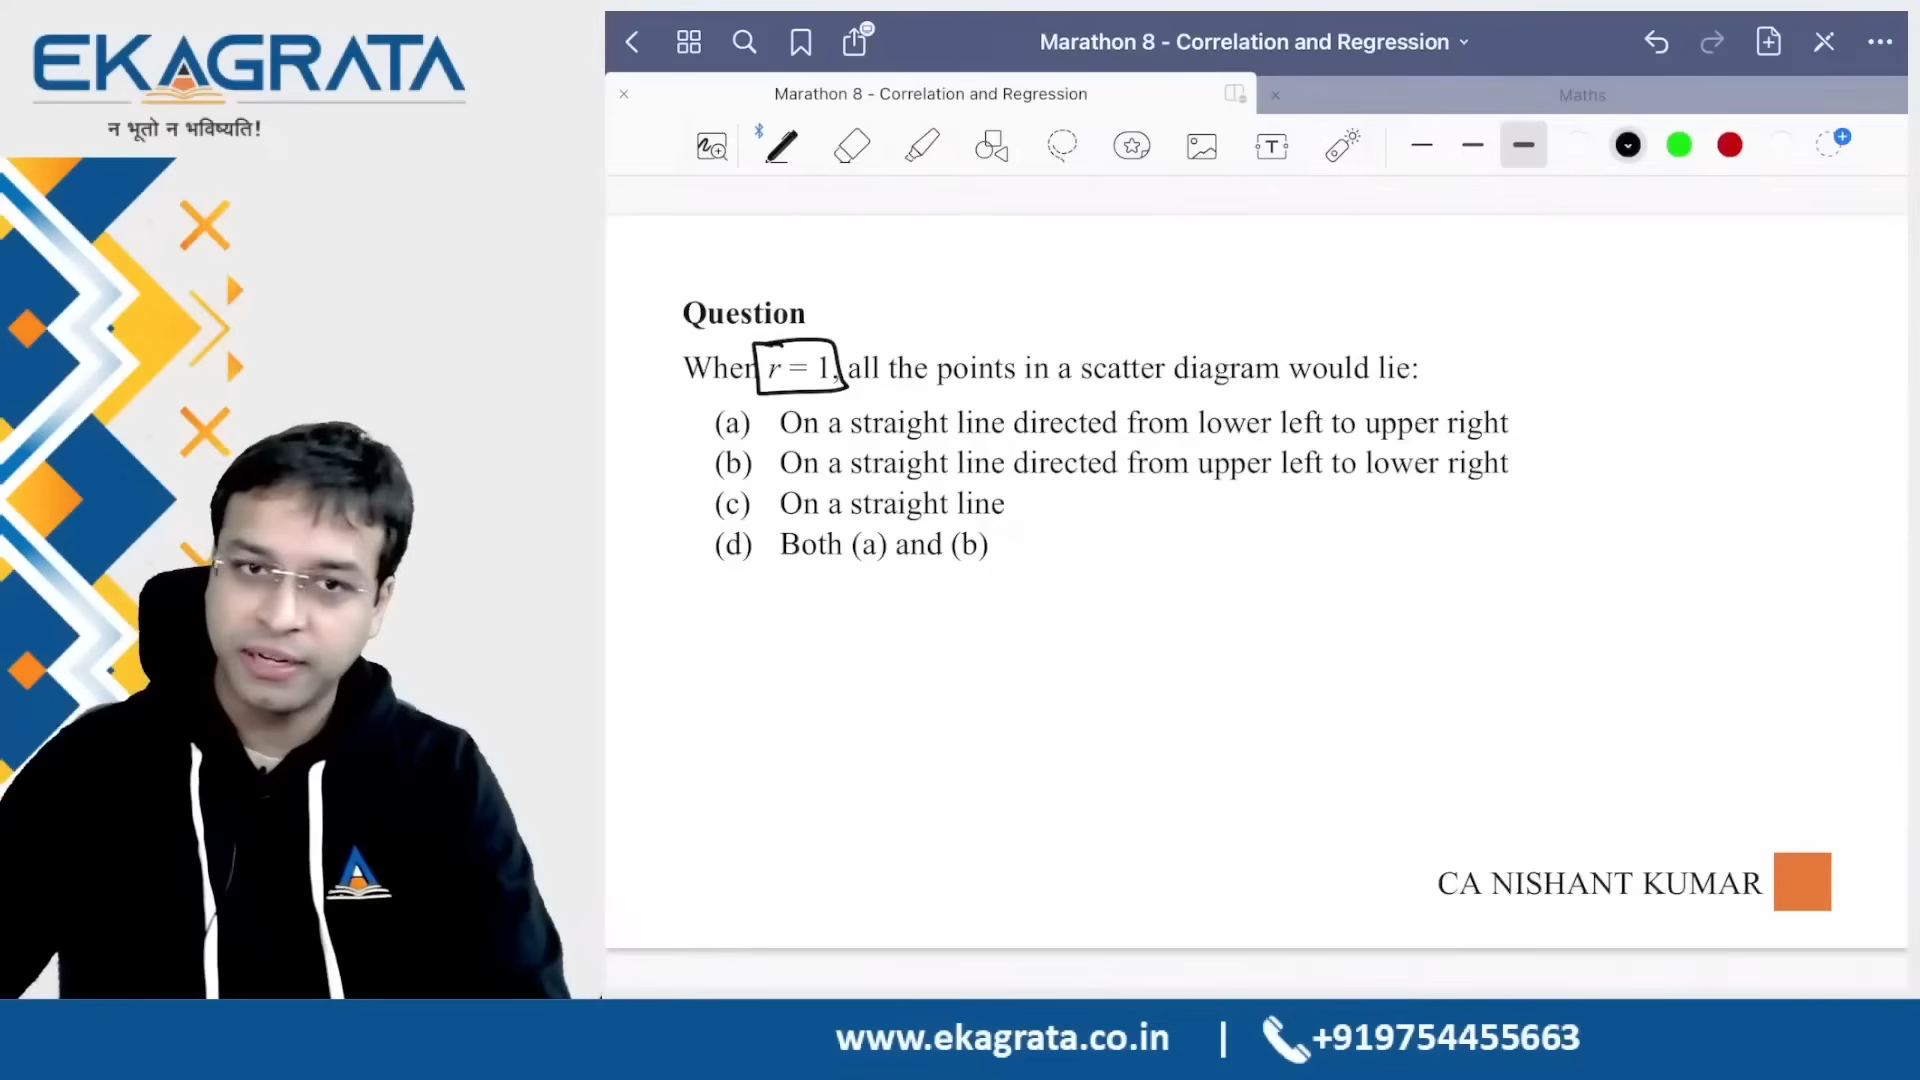 EKAGRATA
न भूतो न भविष्यति!
Marathon 8 - Correlation and Regression
Marathon 8 - Correlation and Regression
Maths
T
Question
When r = 1, all the points in a scatter diagram would lie:
(a) On a straight line directed from lower left to upper right
(b) On a straight line directed from upper left to lower right
(c) On a straight line
(d) Both (a) and (b)
CA NISHANT KUMAR
www.ekagrata.co.in | +919754455663